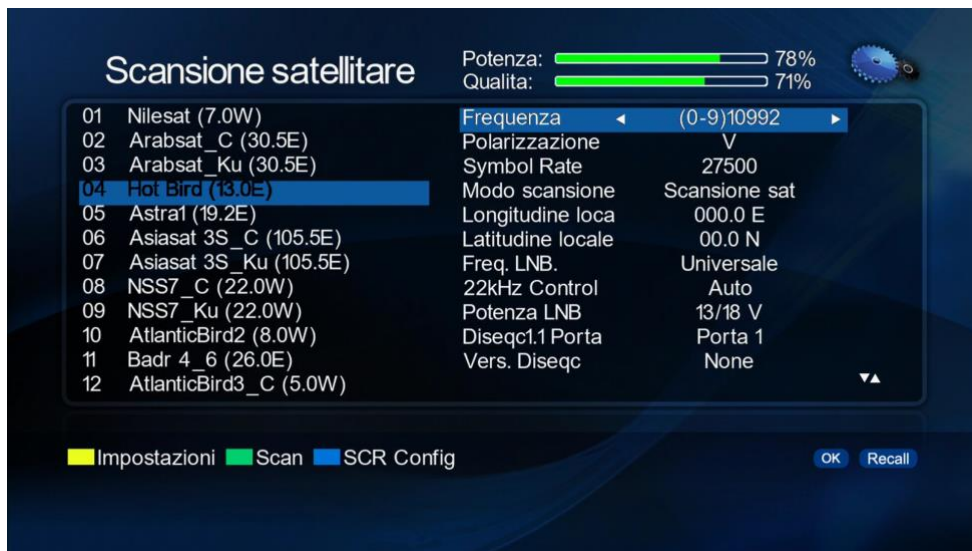 Scansione satellitare
Potenza: 78%
Qualita: 71%
01 Nilesat (7.0W)
02 Arabsat_C (30.5E)
03 Arabsat_Ku (30.5E)
04 Hot Bird (13.0E)
05 Astra1 (19.2E)
06 Asiasat 3S_C (105.5E)
07 Asiasat 3S_Ku (105.5E)
08 NSS7_C (22.0W)
09 NSS7_Ku (22.0W)
10 AtlanticBird2 (8.0W)
11 Badr 4_6 (26.0E)
12 AtlanticBird3_C (5.0W)
Frequenza (0-9)10992
Polarizzazione V
Symbol Rate 27500
Modo scansione Scansione sat
Longitudine loca 000.0 E
Latitudine locale 00.0 N
Freq. LNB. Universale
22kHz Control Auto
Potenza LNB 13/18 V
Diseqc1.1 Porta Porta 1
Vers. Diseqc None
Impostazioni Scan SCR Config OK Recall